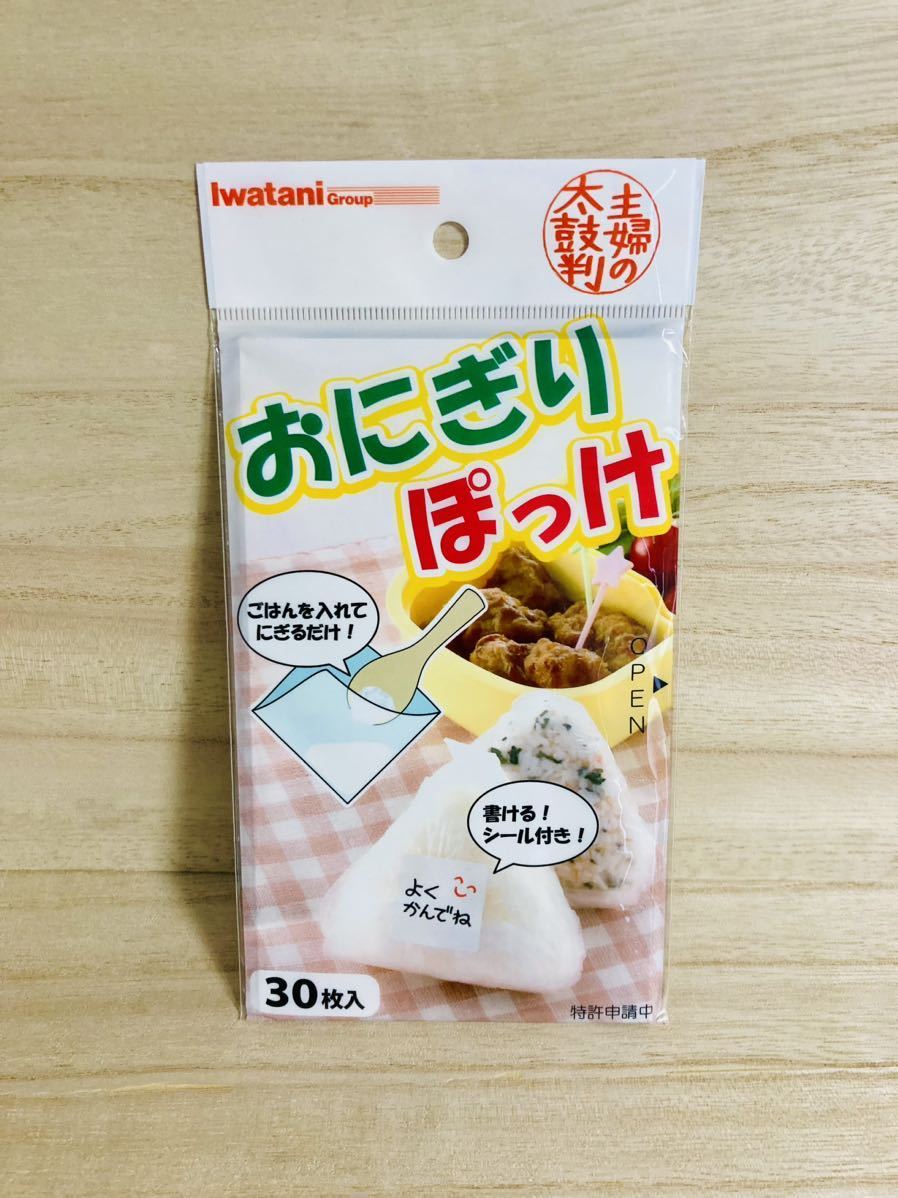 Iwatani Group
主婦の
太鼓判
おにぎり
ぽっけ
ごはんを入れて
にぎるだけ!
OPEN
書ける!
シール付き!
よく
かんでね
30枚入
特許申請中